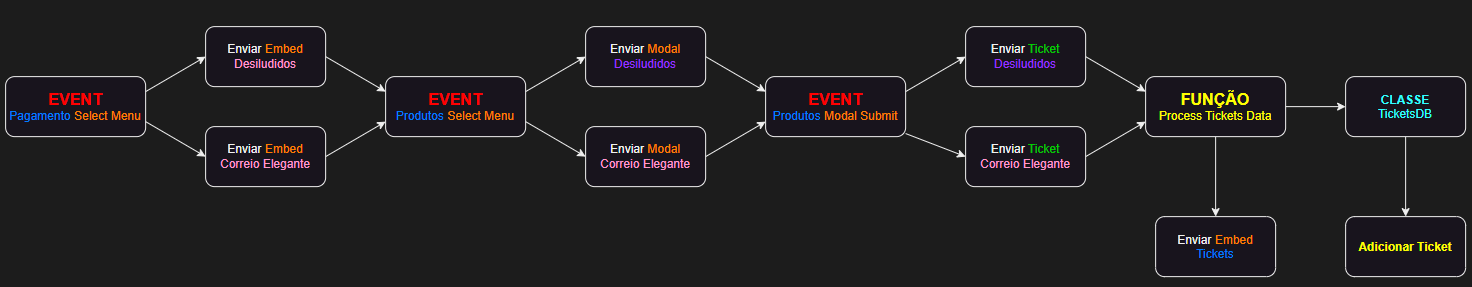 EVENT
Pagamento Select Menu
Enviar Embed
Desiludidos
Enviar Embed
Correio Elegante
EVENT
Produtos Select Menu
Enviar Modal
Desiludidos
Enviar Modal
Correio Elegante
EVENT
Produtos Modal Submit
Enviar Ticket
Desiludidos
Enviar Ticket
Correio Elegante
FUNÇÃO
Process Tickets Data
Enviar Embed
Tickets
CLASSE
TicketsDB
Adicionar Ticket